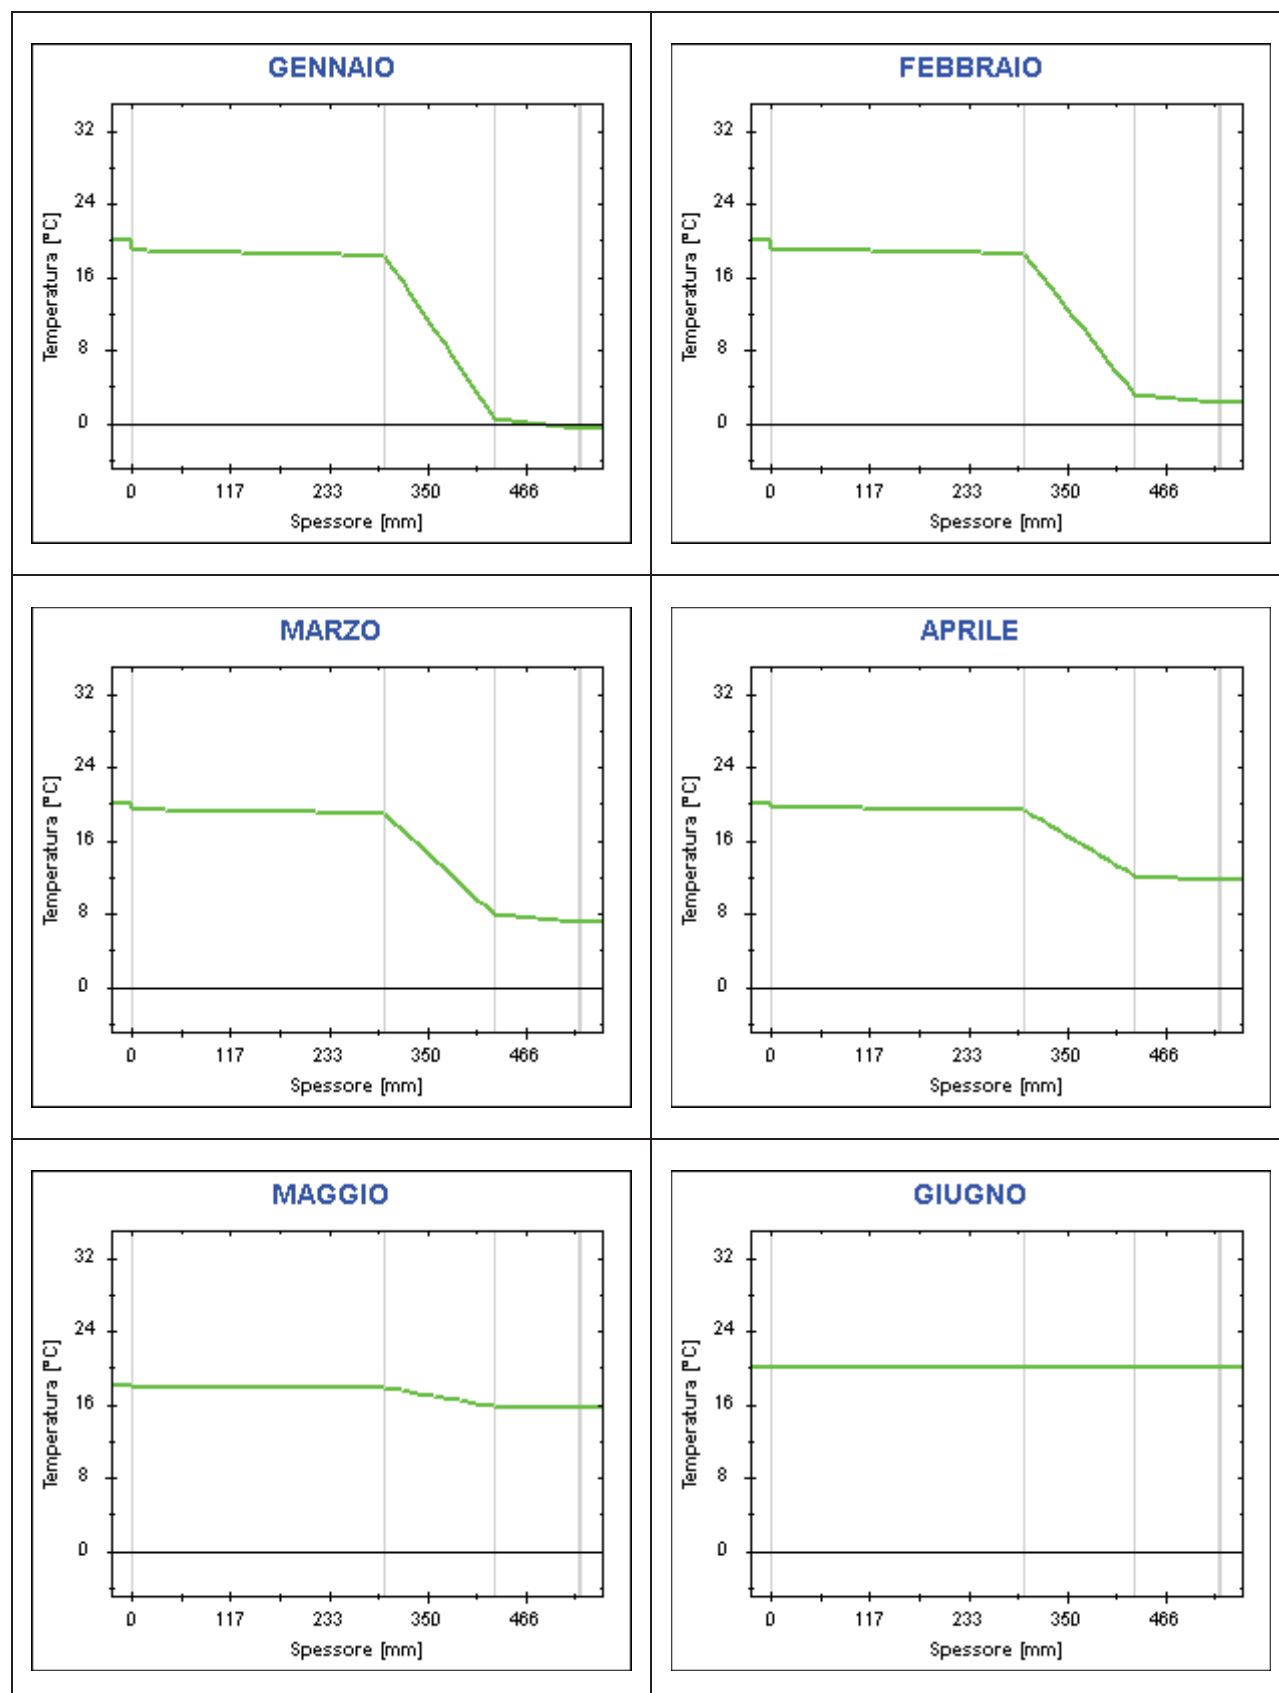 GENNAIO
32
24
16
8
0
Temperatura [°C]
0 117 233 350 466
Spessore [mm]
FEBBRAIO
32
24
16
8
0
Temperatura [°C]
0 117 233 350 466
Spessore [mm]
MARZO
32
24
16
8
0
Temperatura [°C]
0 117 233 350 466
Spessore [mm]
APRILE
32
24
16
8
0
Temperatura [°C]
0 117 233 350 466
Spessore [mm]
MAGGIO
32
24
16
8
0
Temperatura [°C]
0 117 233 350 466
Spessore [mm]
GIUGNO
32
24
16
8
0
Temperatura [°C]
0 117 233 350 466
Spessore [mm]